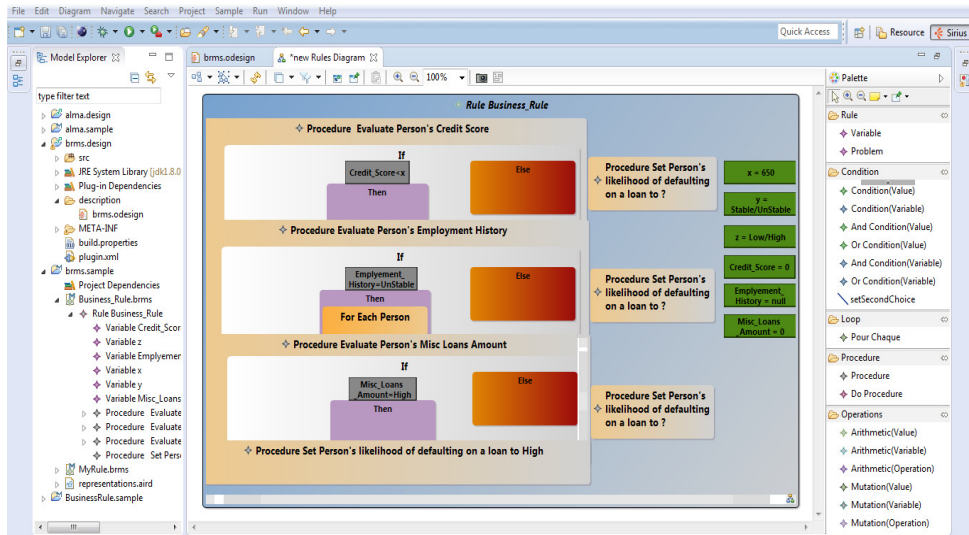 File Edit Diagram Navigate Search Project Sample Run Window Help
Quick Access
Resource
Sirius
Model Explorer
type filter text
alma.design
alma.sample
brms.design
src
JRE System Library [jdk1.8.0
Plug-in Dependencies
description
brms.odesign
META-INF
build.properties
plugin.xml
brms.sample
Project Dependencies
Business_Rule.brms
Rule Business_Rule
Variable Credit_Scor
Variable z
Variable Emplyemer
Variable x
Variable y
Variable Misc_Loans
Procedure Evaluate
Procedure Evaluate
Procedure Evaluate
Procedure Set Pers
MyRule.brms
representations.aird
BusinessRule.sample
brms.odesign
*new Rules Diagram
100%
Rule Business_Rule
Procedure Evaluate Person's Credit Score
If
Credit_Score<x
Then
Else
Procedure Set Person's
likelihood of defaulting
on a loan to ?
Procedure Evaluate Person's Employment History
If
Emplyement_
History=UnStable
Then
For Each Person
Else
Procedure Set Person's
likelihood of defaulting
on a loan to ?
Procedure Evaluate Person's Misc Loans Amount
If
Misc_Loans
_Amount=High
Then
Else
Procedure Set Person's
likelihood of defaulting
on a loan to ?
Procedure Set Person's likelihood of defaulting on a loan to High
x = 650
y =
Stable/UnStable
z = Low/High
Credit_Score = 0
Emplyement_
History = null
Misc_Loans
_Amount = 0
Palette
Rule
Variable
Problem
Condition
Condition(Value)
Condition(Variable)
And Condition(Value)
Or Condition(Value)
And Condition(Variable)
Or Condition(Variable)
setSecondChoice
Loop
Pour Chaque
Procedure
Procedure
Do Procedure
Operations
Arithmetic(Value)
Arithmetic(Variable)
Arithmetic(Operation)
Mutation(Value)
Mutation(Variable)
Mutation(Operation)